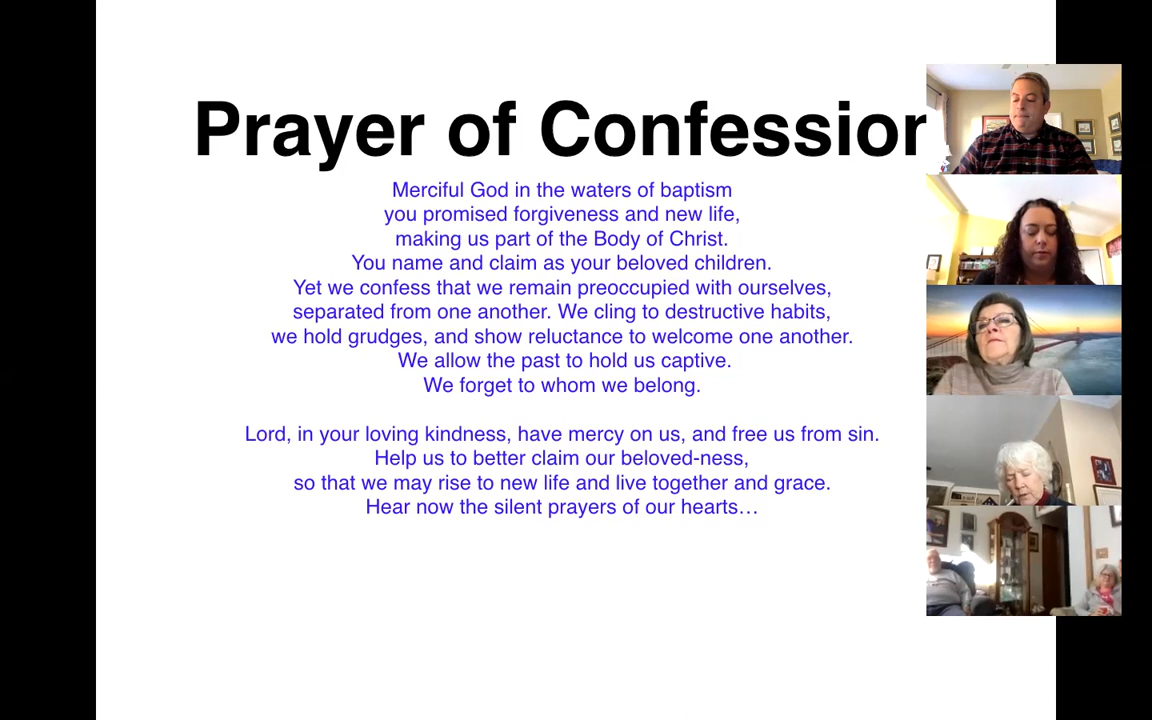 Prayer of Confession
Merciful God in the waters of baptism
you promised forgiveness and new life,
making us part of the Body of Christ.
You name and claim as your beloved children.
Yet we confess that we remain preoccupied with ourselves,
separated from one another. We cling to destructive habits,
we hold grudges, and show reluctance to welcome one another.
We allow the past to hold us captive.
We forget to whom we belong.
Lord, in your loving kindness, have mercy on us, and free us from sin.
Help us to better claim our beloved-ness,
so that we may rise to new life and live together and grace.
Hear now the silent prayers of our hearts…